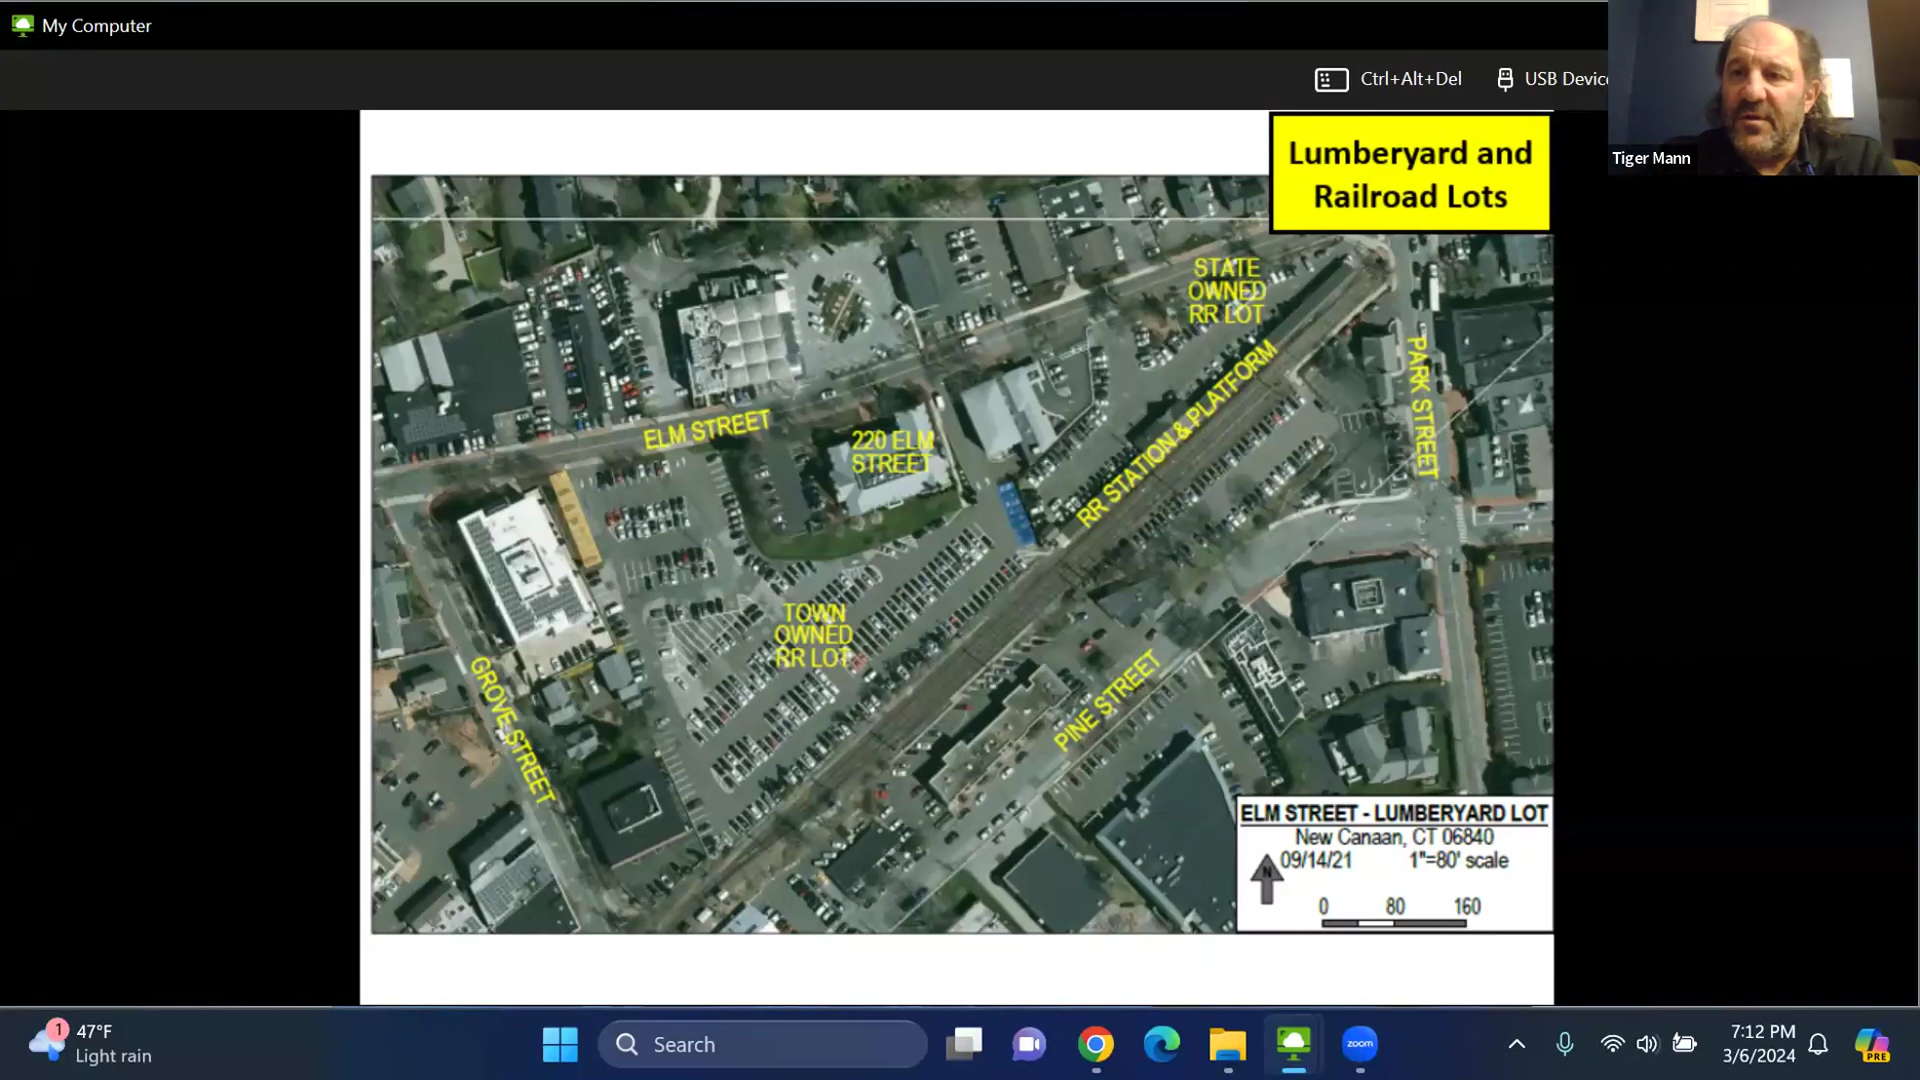 My Computer
Ctrl+Alt+Del
USB Device
Tiger Mann
Lumberyard and
Railroad Lots
STATE
OWNED
RR LOT
PARK STREET
RR STATION & PLATFORM
ELM STREET
220 ELM
STREET
TOWN
OWNED
RR LOT
GROVE STREET
PINE STREET
ELM STREET - LUMBERYARD LOT
New Canaan, CT 06840
09/14/21 1"=80' scale
N
0 80 160
1
47°F
Light rain
Search
zoom
7:12 PM
3/6/2024
PRE